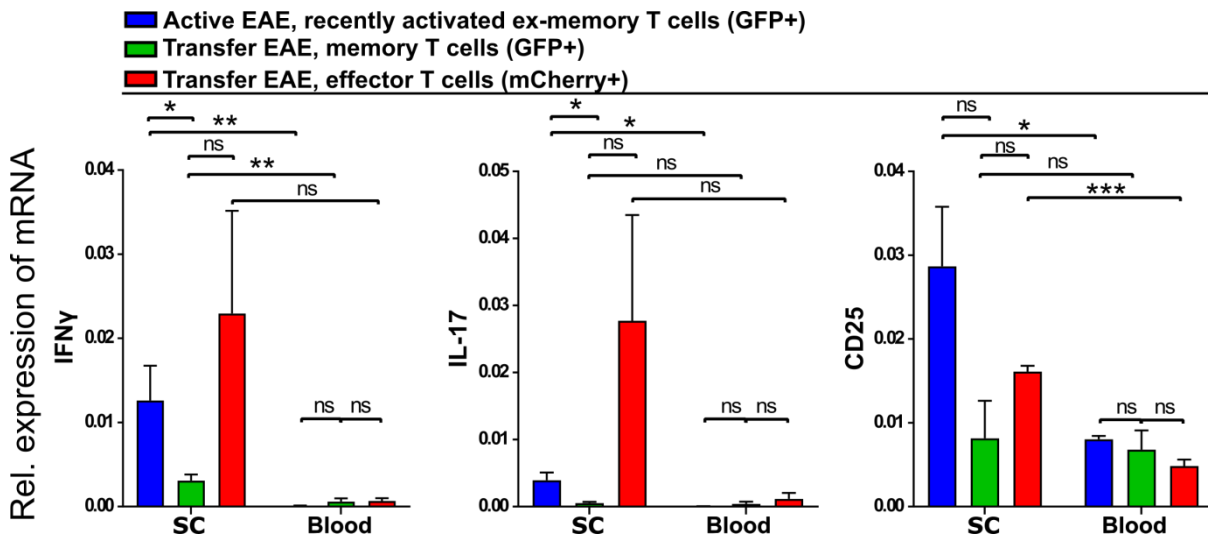 Active EAE, recently activated ex-memory T cells (GFP+)
Transfer EAE, memory T cells (GFP+)
Transfer EAE, effector T cells (mCherry+)
Rel. expression of mRNA
IFNγ
*
**
ns
**
ns
0.04
0.03
0.02
0.01
0.00
ns
ns
SC
Blood
IL-17
*
*
ns
ns
ns
0.05
0.04
0.03
0.02
0.01
0.00
ns
ns
SC
Blood
CD25
ns
*
ns
ns
***
0.04
0.03
0.02
0.01
0.00
ns
ns
SC
Blood